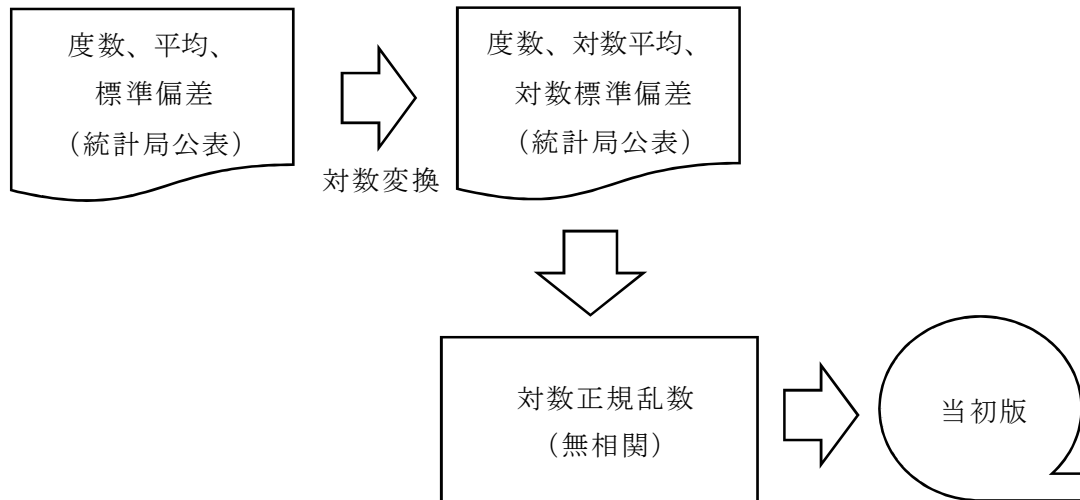 度数、平均、
標準偏差
（統計局公表）
対数変換
度数、対数平均、
対数標準偏差
（統計局公表）
対数正規乱数
（無相関）
当初版